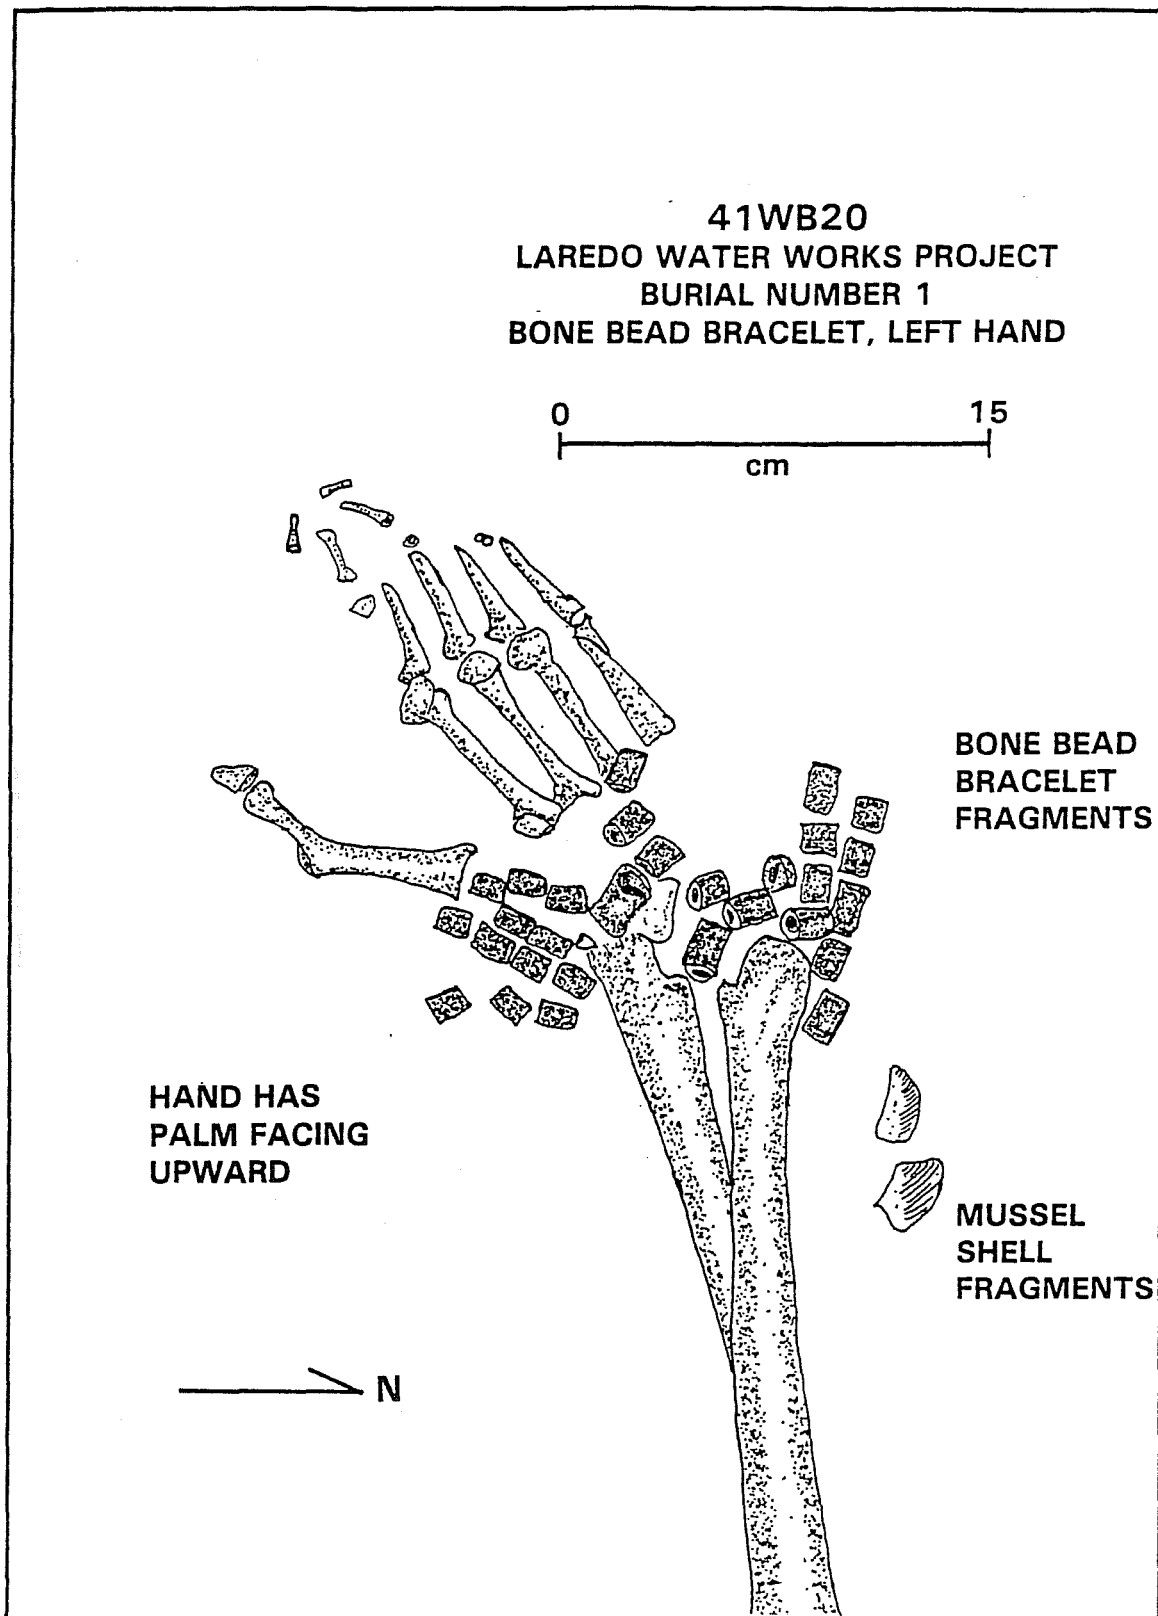 41WB20
LAREDO WATER WORKS PROJECT
BURIAL NUMBER 1
BONE BEAD BRACELET, LEFT HAND
0 15
cm
BONE BEAD
BRACELET
FRAGMENTS
HAND HAS
PALM FACING
UPWARD
MUSSEL
SHELL
FRAGMENTS
N